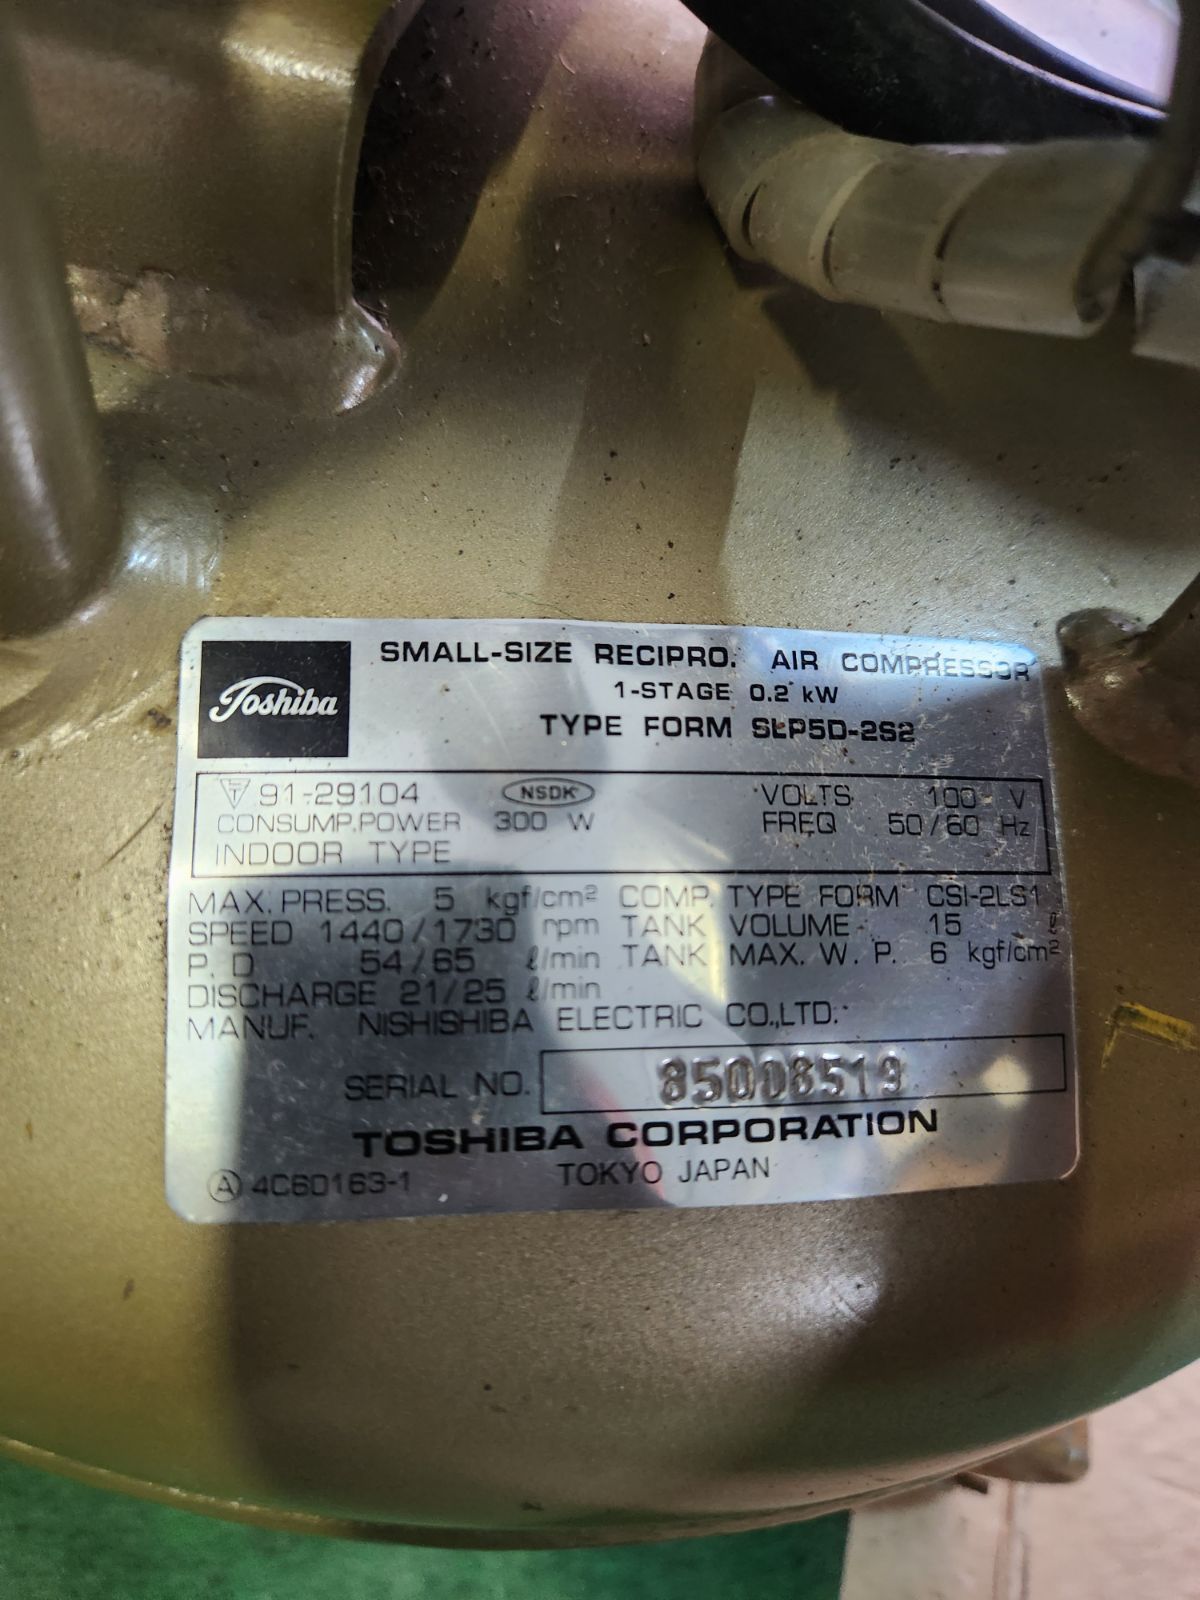 Toshiba
SMALL-SIZE RECIPRO. AIR COMPRESSOR
1-STAGE 0.2 kW
TYPE FORM SLP5D-2S2
91-29104 NSDK VOLTS 100 V
CONSUMP.POWER 300 W FREQ 50/60 Hz
INDOOR TYPE
MAX. PRESS. 5 kgf/cm² COMP. TYPE FORM CSI-2LS1
SPEED 1440/1730 rpm TANK VOLUME 15 ℓ
P. D 54/65 ℓ/min TANK MAX. W. P. 6 kgf/cm²
DISCHARGE 21/25 ℓ/min
MANUF. NISHISHIBA ELECTRIC CO.,LTD.
SERIAL NO. 85008519
TOSHIBA CORPORATION
Ⓐ 4C60163-1 TOKYO JAPAN